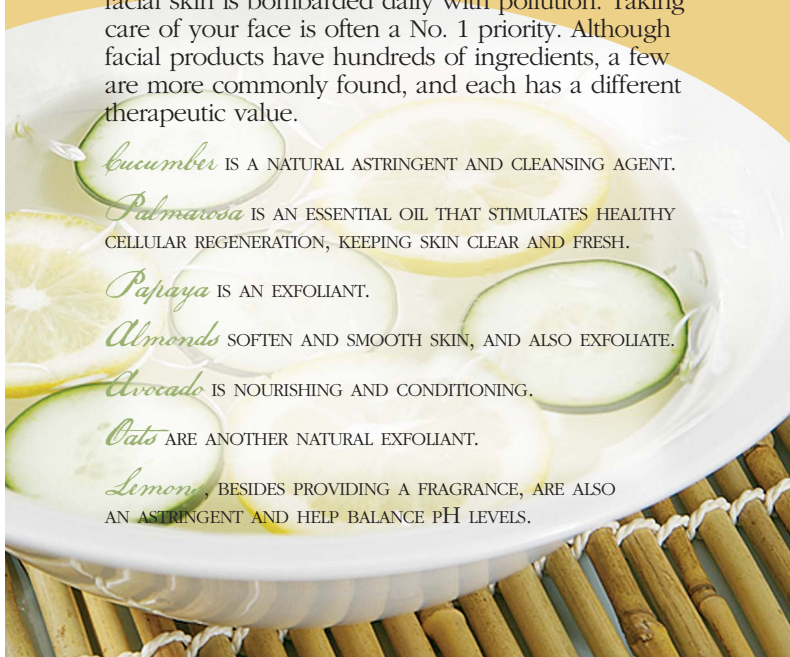 facial skin is bombarded daily with pollution. Taking
care of your face is often a No. 1 priority. Although
facial products have hundreds of ingredients, a few
are more commonly found, and each has a different
therapeutic value.
Cucumber is a natural astringent and cleansing agent.
Palmarosa is an essential oil that stimulates healthy
cellular regeneration, keeping skin clear and fresh.
Papaya is an exfoliant.
Almonds soften and smooth skin, and also exfoliate.
Avocado is nourishing and conditioning.
Oats are another natural exfoliant.
Lemons, besides providing a fragrance, are also
an astringent and help balance pH levels.